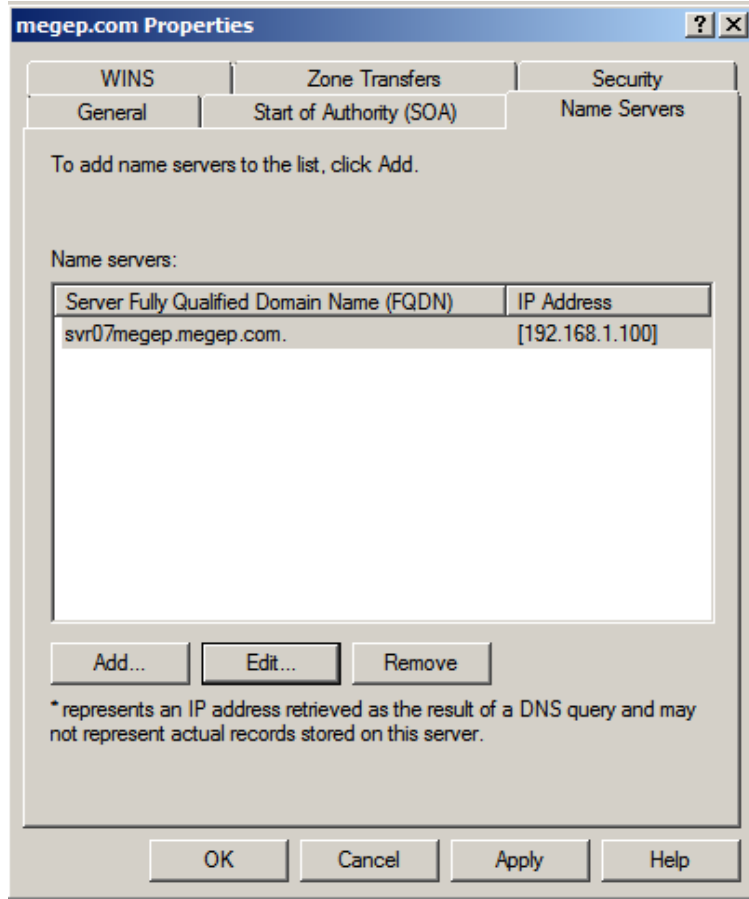 megep.com Properties
WINS Zone Transfers Security
General Start of Authority (SOA) Name Servers
To add name servers to the list, click Add.
Name servers:
Server Fully Qualified Domain Name (FQDN) IP Address
svr07megep.megep.com. [192.168.1.100]
Add... Edit... Remove
* represents an IP address retrieved as the result of a DNS query and may
not represent actual records stored on this server.
OK Cancel Apply Help